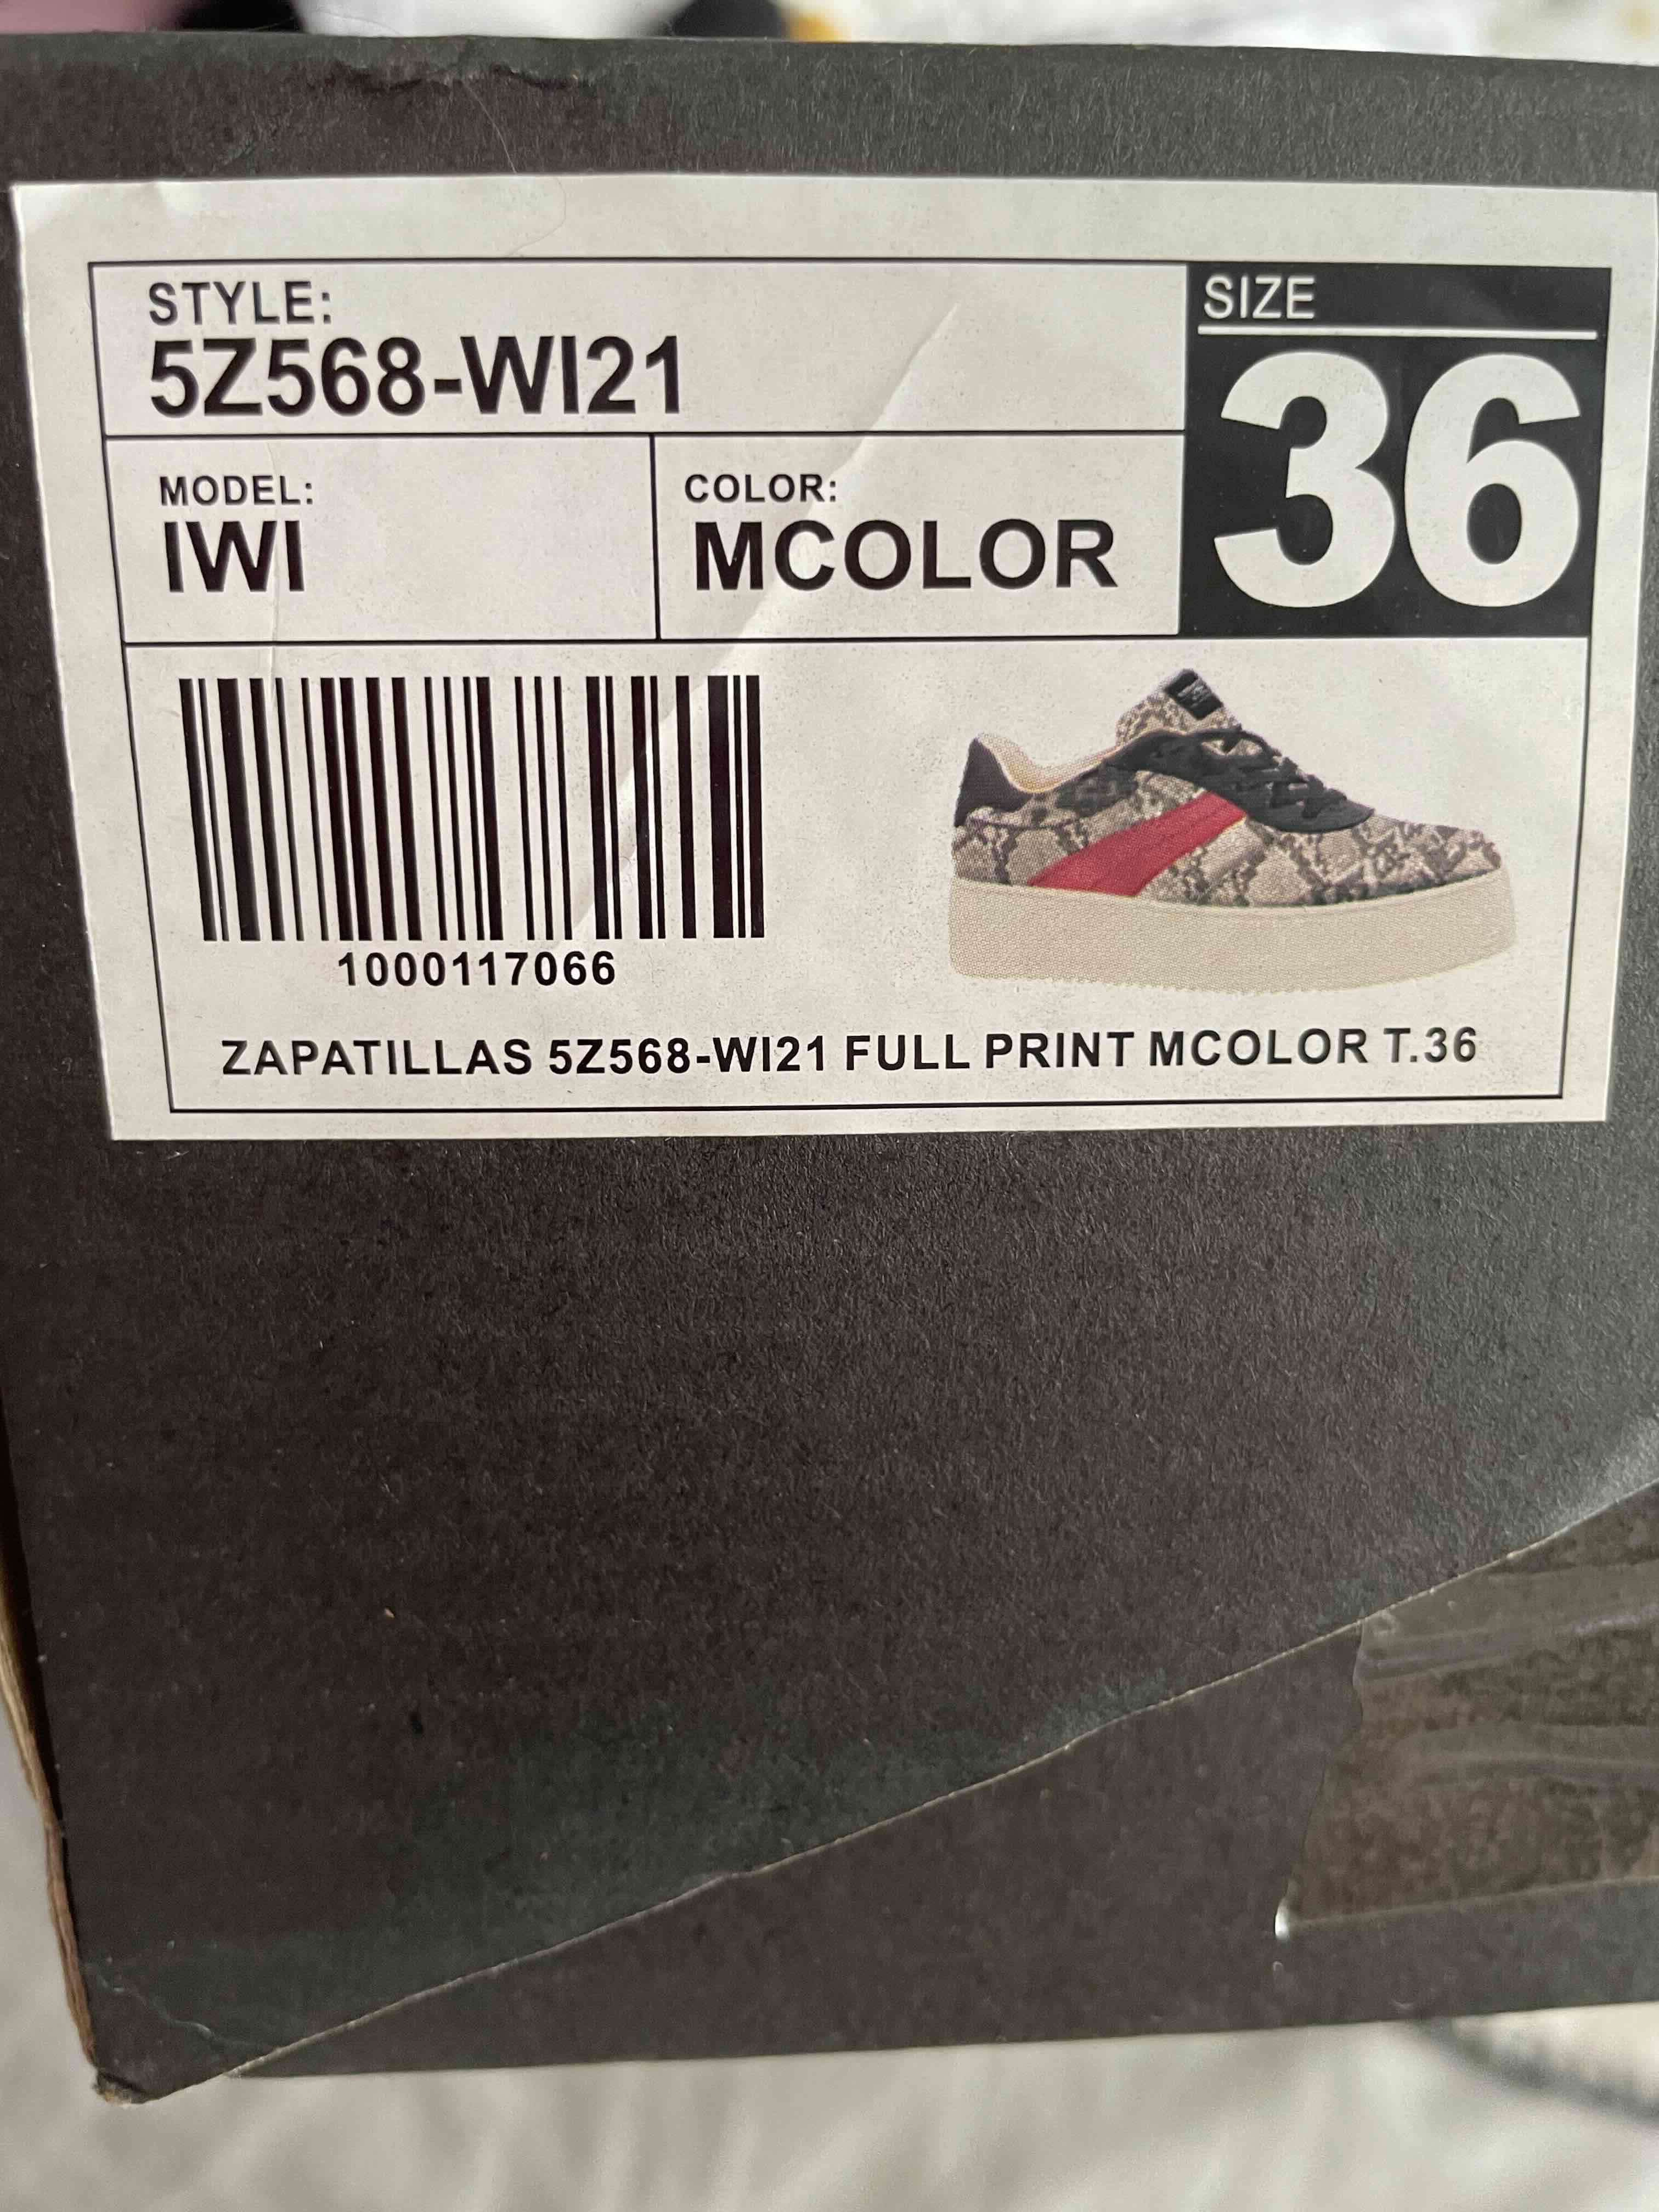 STYLE:
5Z568-WI21
SIZE
36
MODEL:
IWI
COLOR:
MCOLOR
1000117066
ZAPATILLAS 5Z568-WI21 FULL PRINT MCOLOR T.36